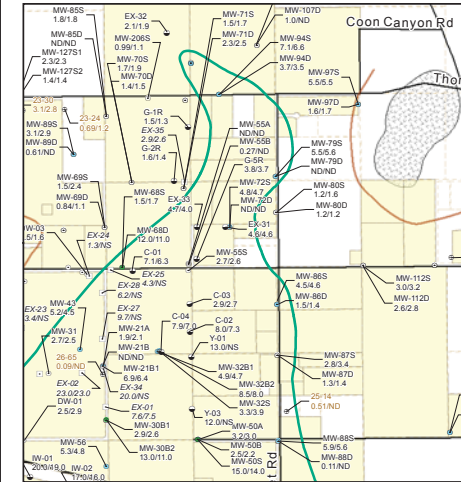 MW-85S
1.8/1.8
EX-32
2.1/1.9
MW-71S
1.5/1.7
MW-107D
1.0/ND
Coon Canyon Rd
MW-85D
ND/ND
MW-206S
0.99/1.1
MW-71D
2.3/2.5
MW-94S
7.1/6.6
MW-127S1
2.3/2.3
MW-70S
1.7/1.9
MW-94D
3.7/3.5
MW-127S2
1.4/1.4
MW-70D
1.4/1.5
MW-97S
5.5/5.5
23-30
3.1/2.8
23-24
0.69/1.2
G-1R
1.5/1.3
MW-97D
1.6/1.7
MW-89S
3.1/2.9
EX-35
2.9/2.6
MW-55A
ND/ND
MW-89D
0.61/ND
G-2R
1.6/1.4
MW-55B
0.27/ND
MW-79S
5.5/5.6
G-5R
3.8/3.7
MW-79D
ND/ND
MW-69S
1.5/2.4
MW-68S
1.5/1.7
MW-72S
4.8/4.7
MW-80S
1.2/1.6
MW-69D
0.84/1.1
EX-33
4.7/4.0
MW-72D
ND/ND
MW-80D
1.2/1.2
EX-24
1.3/NS
MW-68D
12.0/11.0
EX-31
4.6/4.6
C-01
7.1/6.3
MW-55S
2.7/2.6
EX-25
4.3/NS
MW-86S
4.5/4.6
MW-112S
3.0/3.2
EX-28
6.2/NS
C-03
2.9/2.7
MW-86D
1.5/1.4
MW-112D
2.6/2.8
MW-43
5.2/4.5
EX-27
9.7/NS
C-04
7.9/7.0
C-02
8.0/7.3
MW-31
2.7/2.5
MW-21A
1.9/2.1
Y-01
13.0/NS
MW-21B
ND/ND
MW-87S
2.8/3.4
26-65
0.09/ND
MW-21B1
6.9/6.4
MW-32B1
4.9/4.7
MW-87D
1.3/1.4
EX-02
23.0/23.0
EX-34
20.0/NS
MW-32B2
8.5/8.0
DW-01
2.5/2.9
MW-32S
3.3/3.9
25-14
0.51/ND
EX-01
7.6/7.5
Y-03
12.0/NS
MW-30B1
2.9/2.6
MW-50A
3.2/3.0
MW-56
5.3/4.8
MW-30B2
13.0/11.0
MW-50B
2.5/2.2
MW-88S
5.9/5.6
MW-50S
15.0/14.0
MW-88D
0.11/ND
IW-01
20.0/19.0
IW-02
17.0/16.0